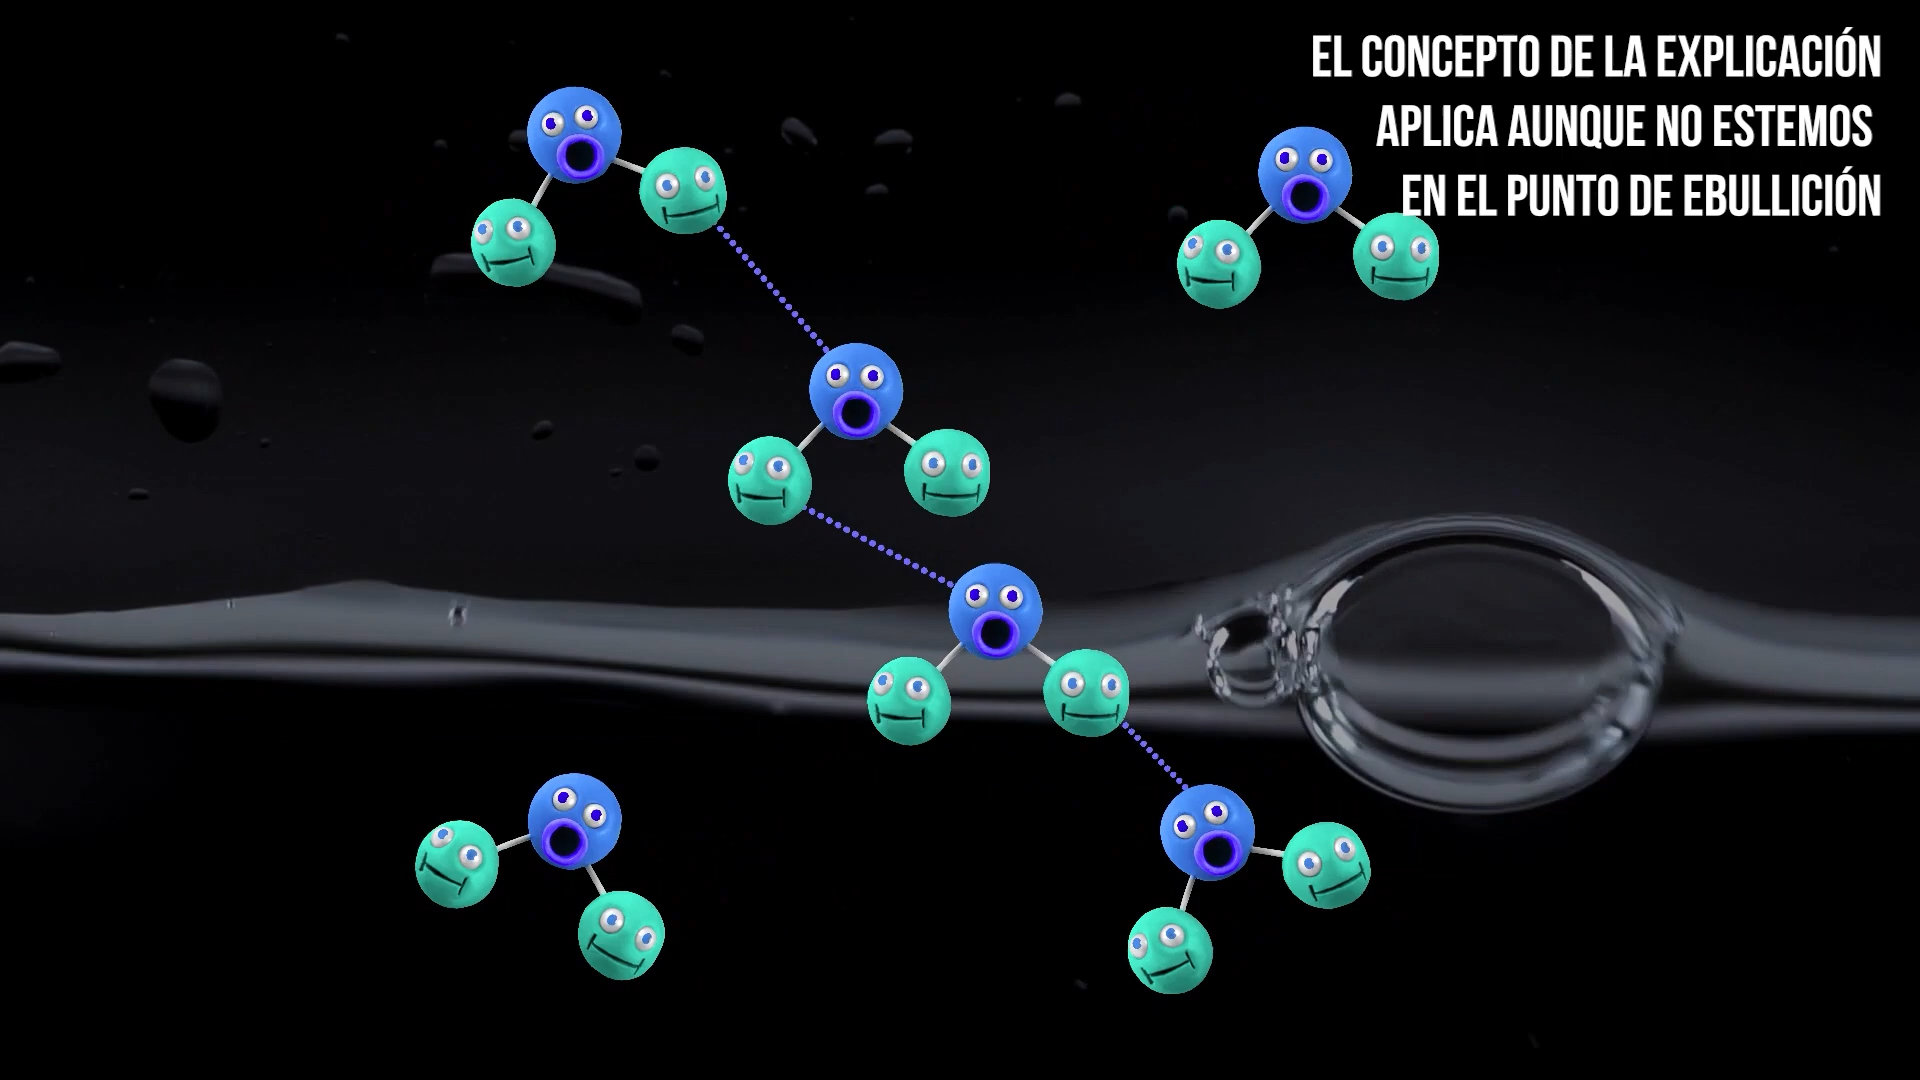 EL CONCEPTO DE LA EXPLICACIÓN
APLICA AUNQUE NO ESTEMOS
EN EL PUNTO DE EBULLICIÓN